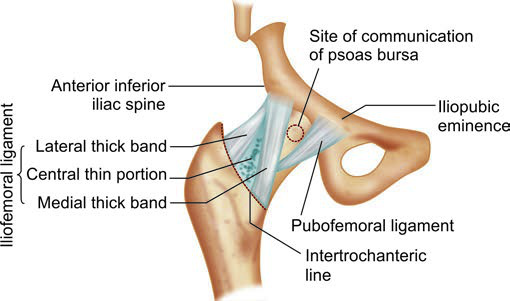 Site of communication
of psoas bursa
Anterior inferior
iliac spine
Iliopubic
eminence
Iliofemoral ligament
Lateral thick band
Central thin portion
Medial thick band
Pubofemoral ligament
Intertrochanteric
line